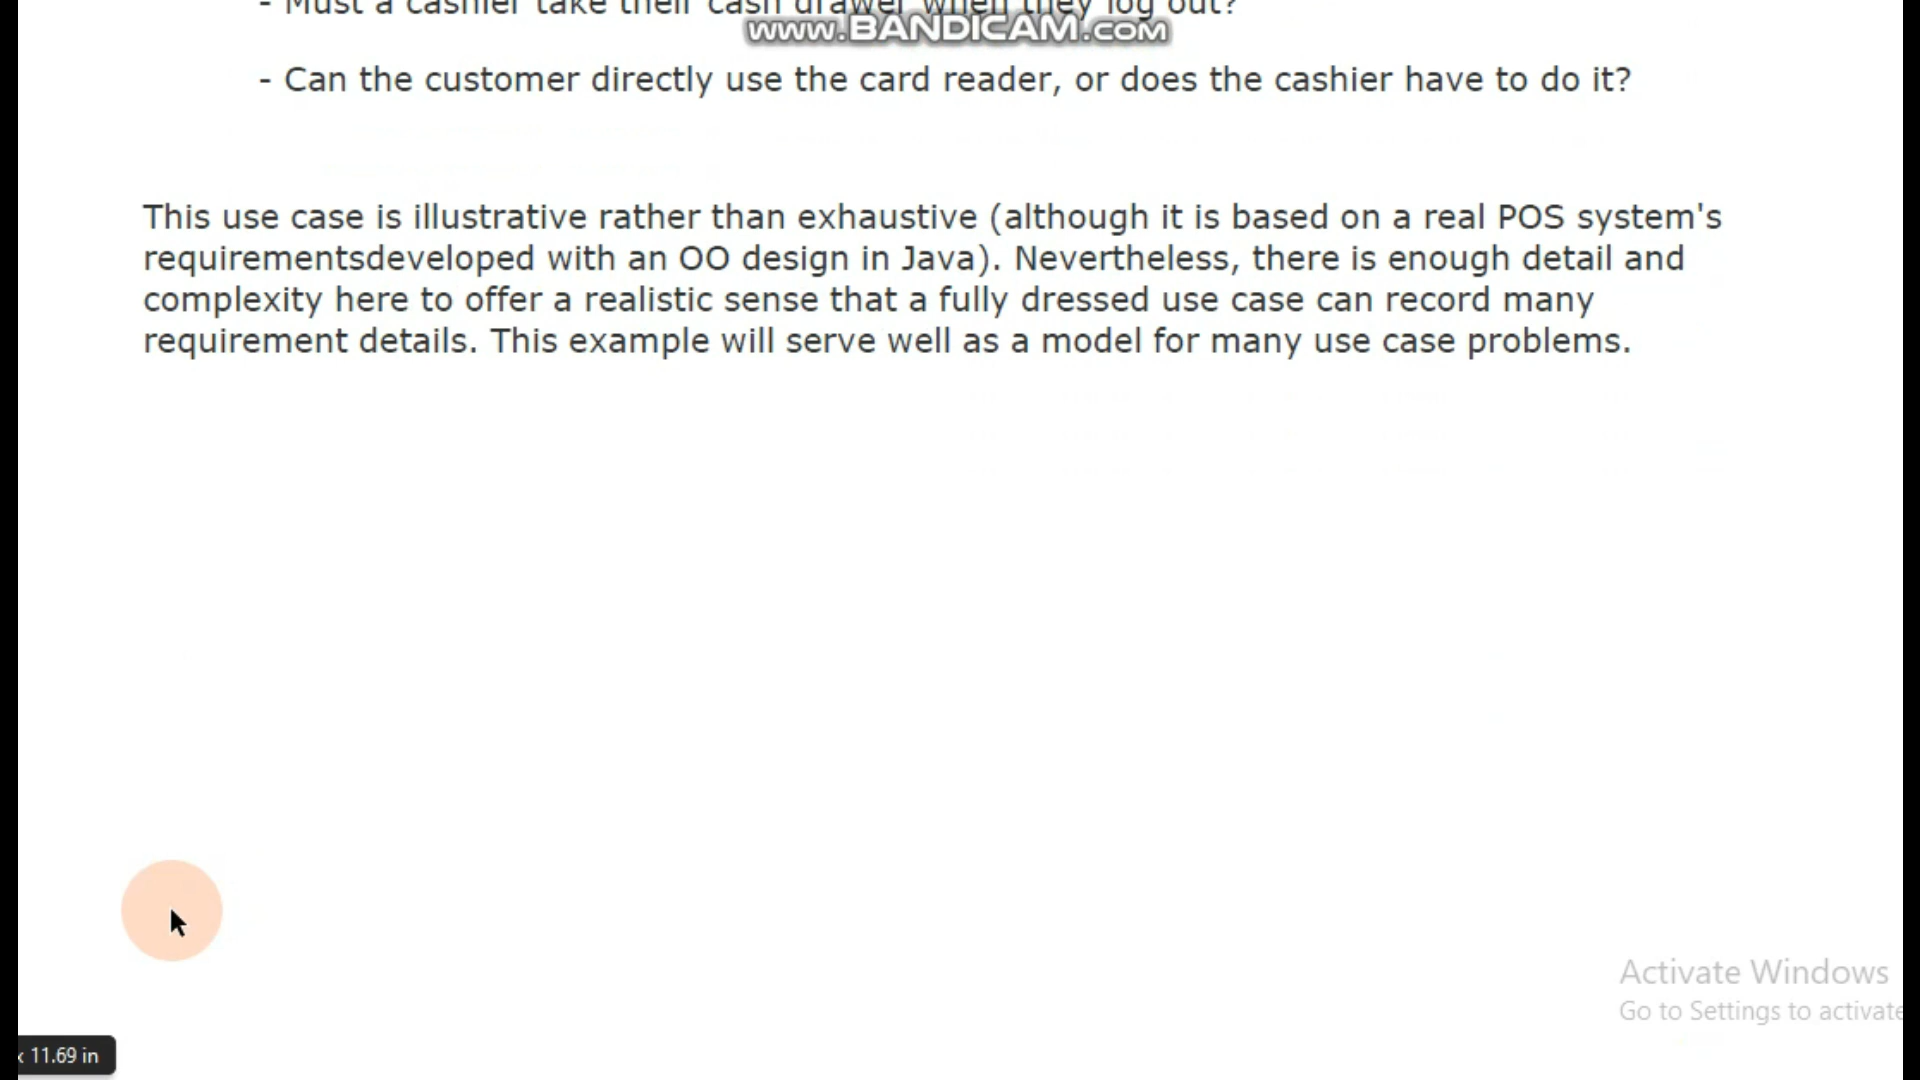 - Must a cashier take their cash drawer when they log out?
www.BANDICAM.com
- Can the customer directly use the card reader, or does the cashier have to do it?
This use case is illustrative rather than exhaustive (although it is based on a real POS system's
requirementsdeveloped with an OO design in Java). Nevertheless, there is enough detail and
complexity here to offer a realistic sense that a fully dressed use case can record many
requirement details. This example will serve well as a model for many use case problems.
Activate Windows
Go to Settings to activate
x 11.69 in